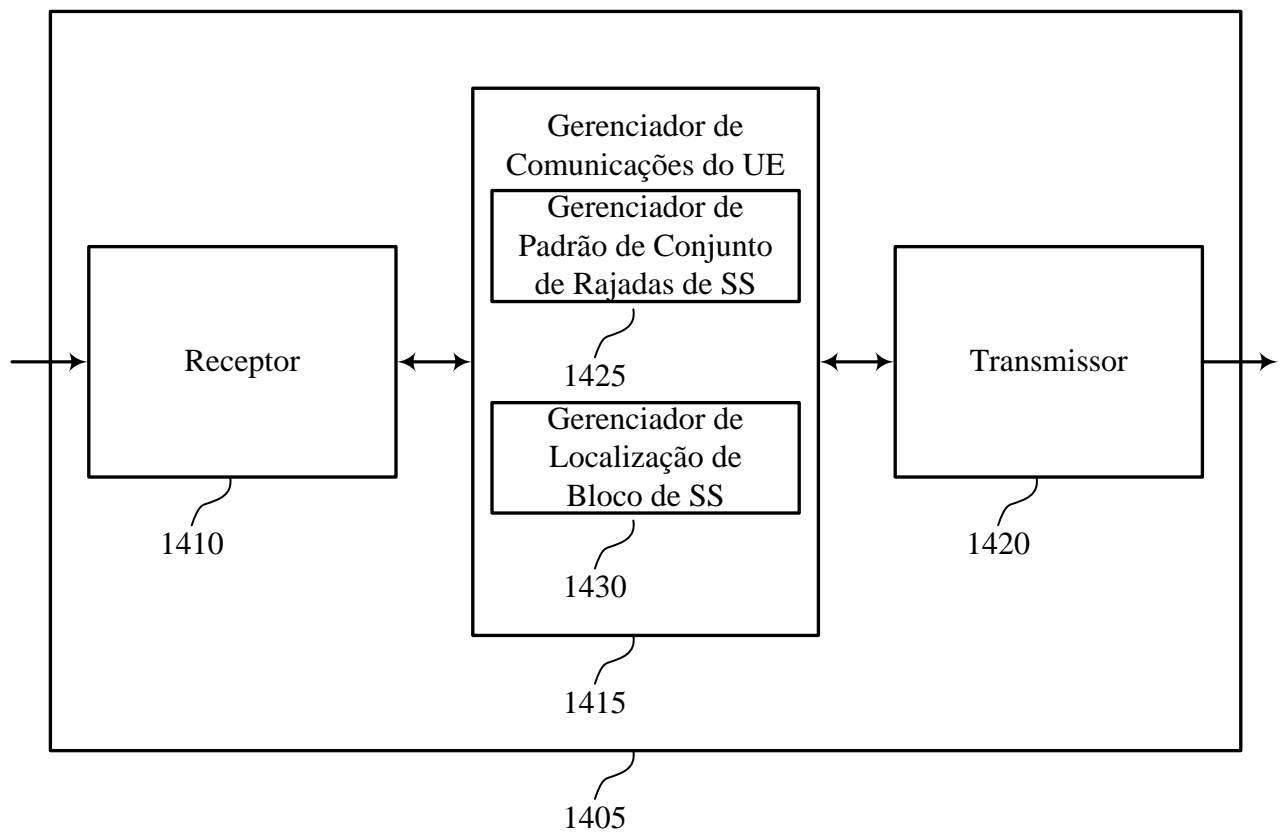 Gerenciador de
Comunicações do UE
Gerenciador de
Padrão de Conjunto
de Rajadas de SS
1425
Gerenciador de
Localização de
Bloco de SS
1430
1415
Receptor
1410
Transmissor
1420
1405